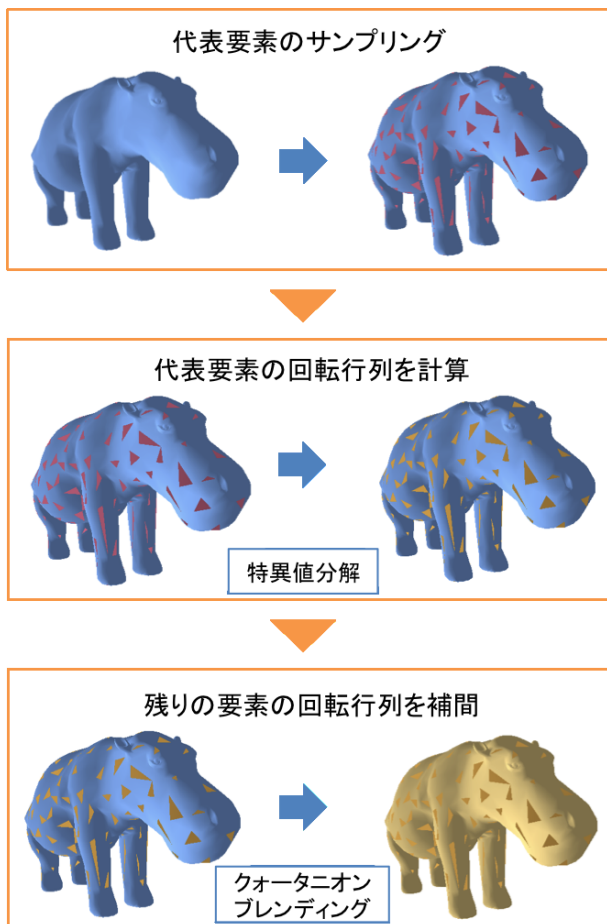 代表要素のサンプリング
代表要素の回転行列を計算
特異値分解
残りの要素の回転行列を補間
クォータニオン
ブレンディング